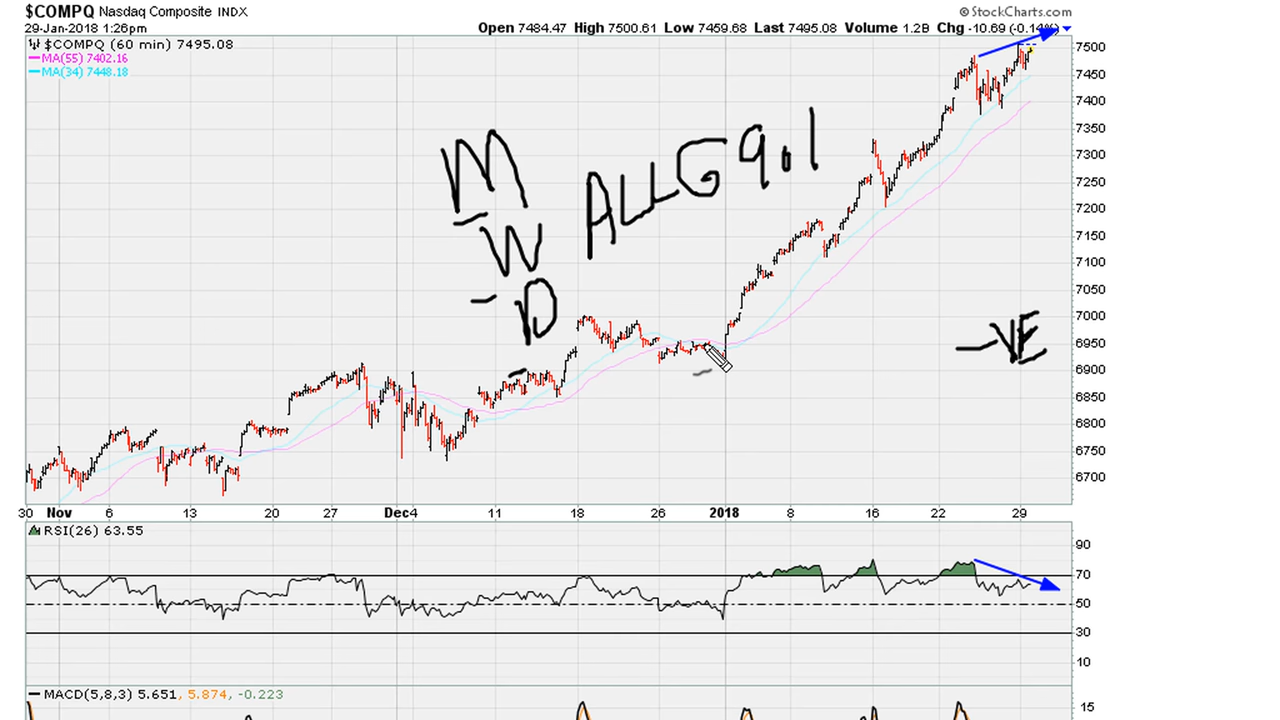 $COMPQ Nasdaq Composite INDX
© StockCharts.com
29-Jan-2018 1:26pm
Open 7484.47 High 7500.61 Low 7459.68 Last 7495.08 Volume 1.2B Chg -10.69 (-0.14%)
$COMPQ (60 min) 7495.08
MA(55) 7402.16
MA(34) 7448.18
7500
7450
7400
7350
7300
7250
7200
7150
7100
7050
7000
6950
6900
6850
6800
6750
6700
M
W
D
-VE
30 Nov 6 13 20 27 Dec4 11 18 26 2018 8 16 22 29
RSI(26) 63.55
90
70
50
30
10
MACD(5,8,3) 5.651, 5.874, -0.223
15